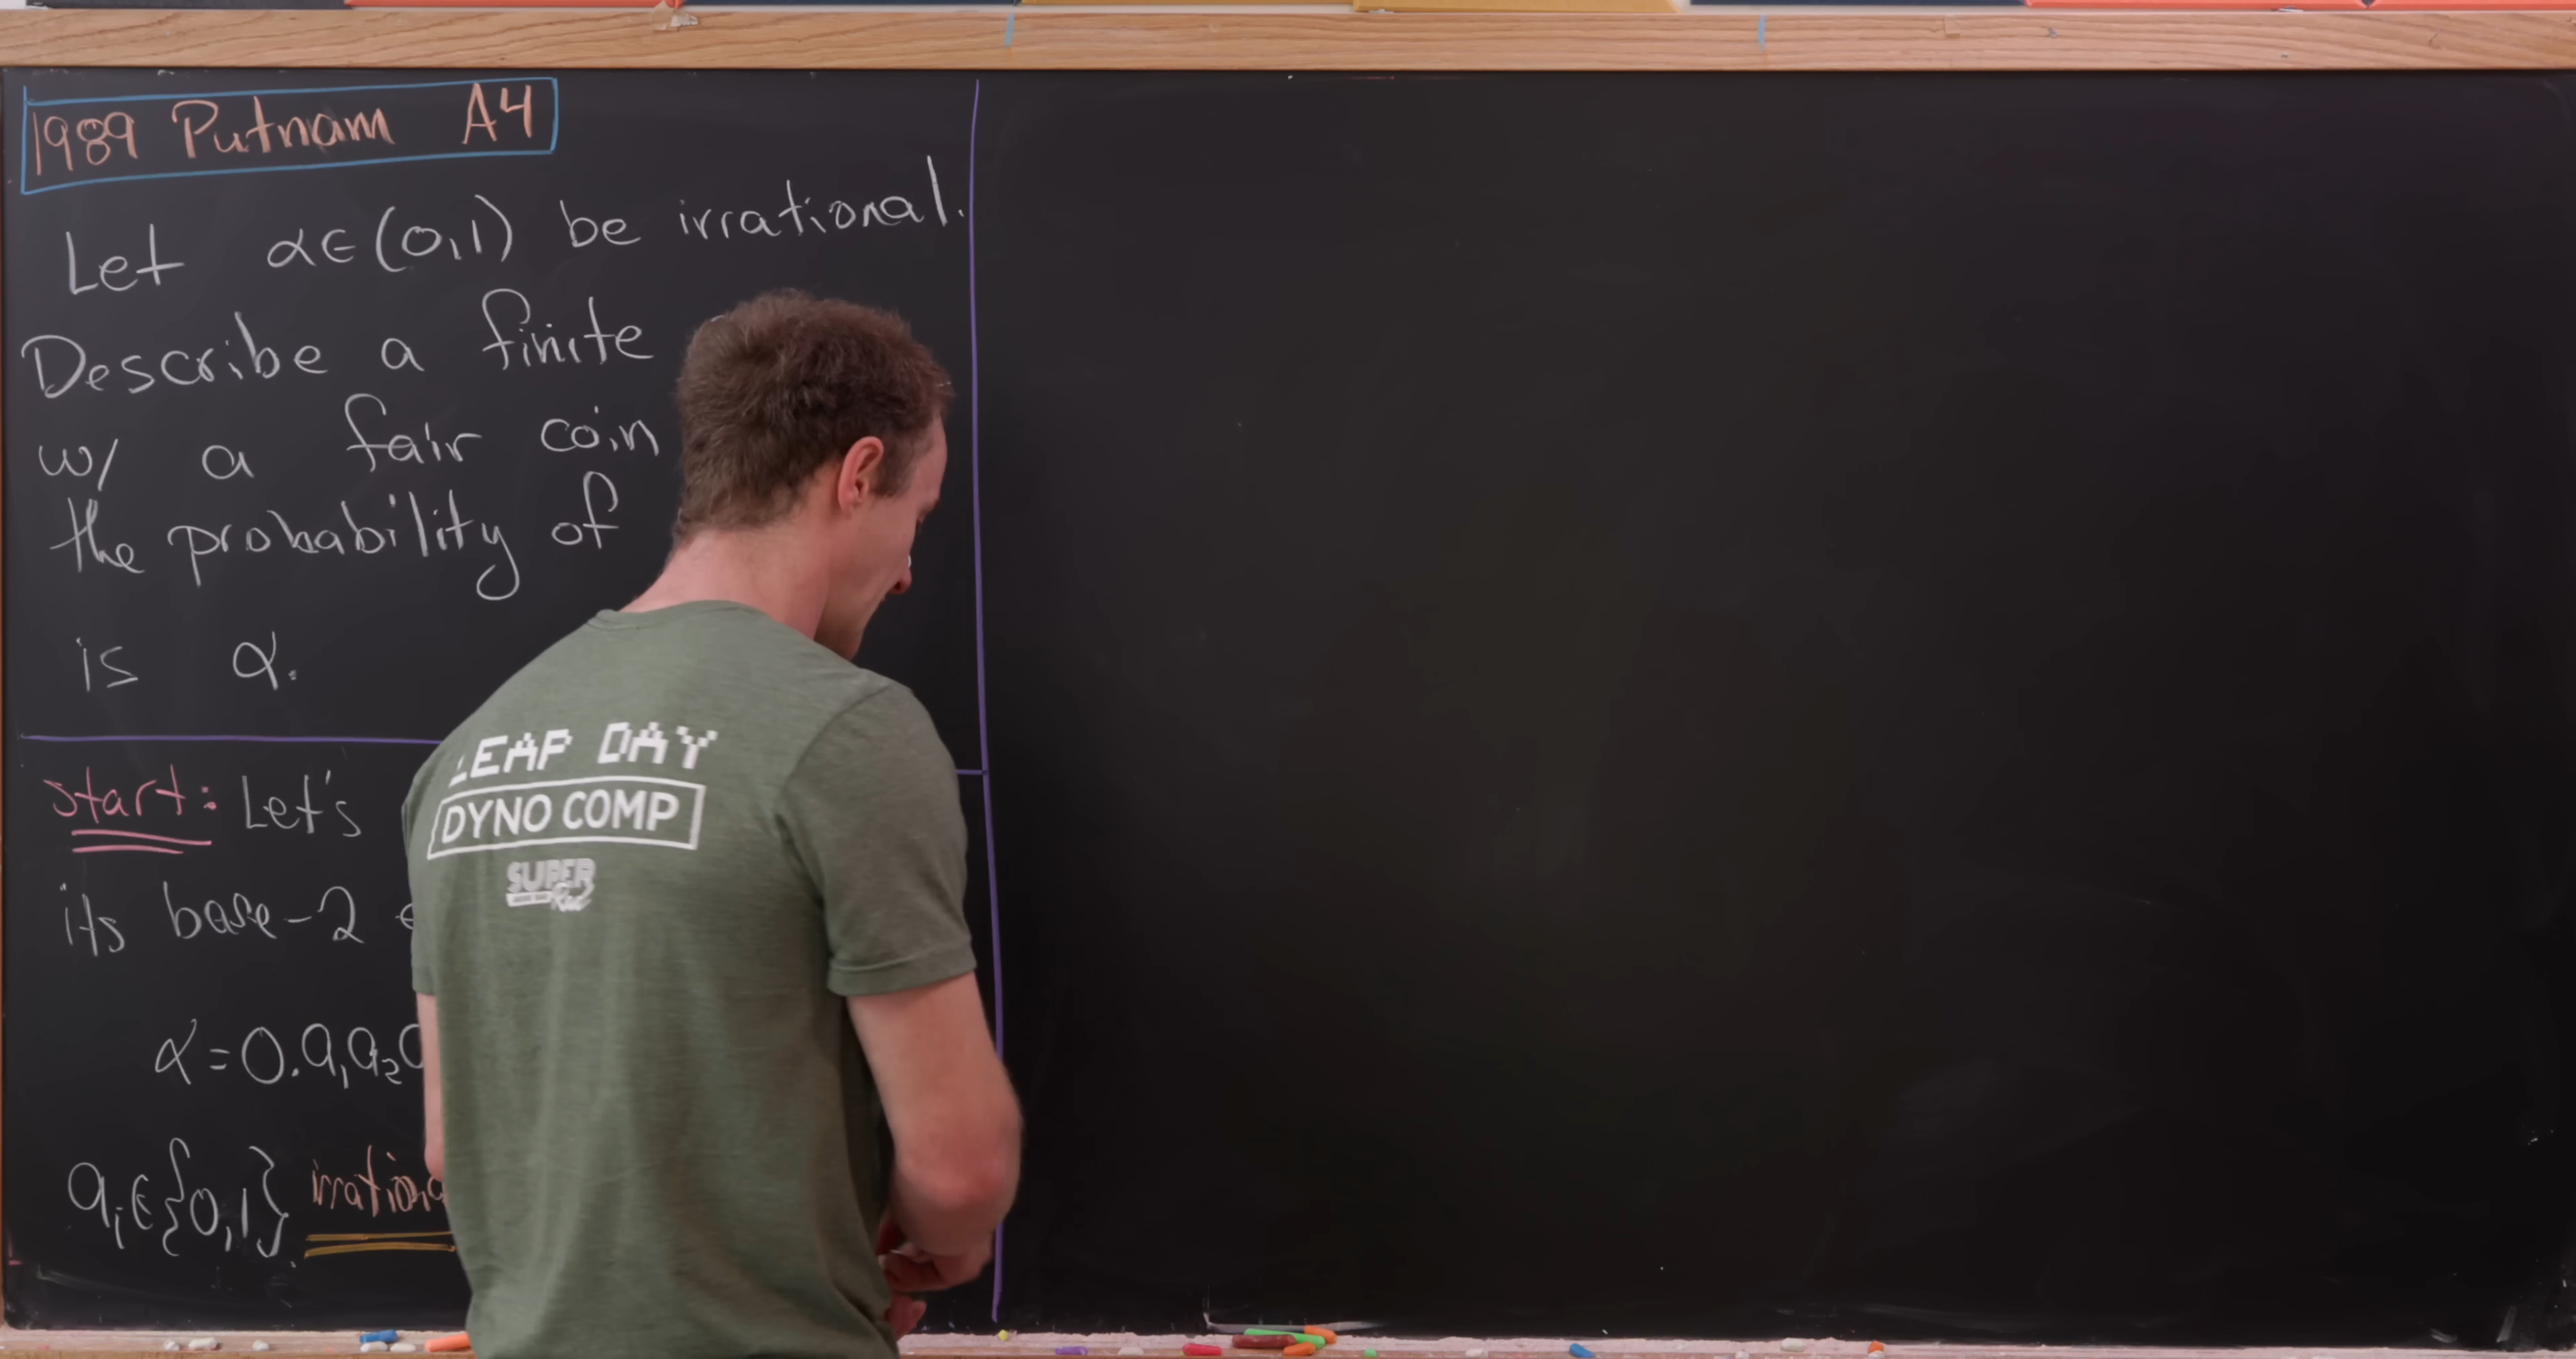 1989 Putnam A4
Let α∈(0,1) be irrational.
Describe a finite
w/ a fair coin
the probability of
is α.
start: Let's
its base-2
α=0.a₁a₂
aᵢ∈{0,1}
LEAP DAY
DYNO COMP
SUPER